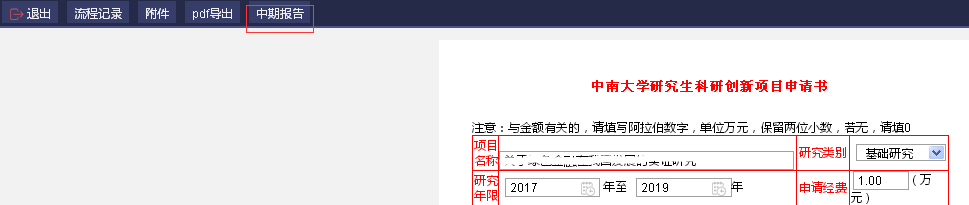 退出 流程记录 附件 pdf导出 中期报告
中南大学研究生科研创新项目申请书
注意：与金额有关的，请填写阿拉伯数字，单位万元，保留两位小数，若无，请填0
项目名称 研究类别 基础研究
研究年限 2017 年至 2019 年 申请经费 1.00 （万元）